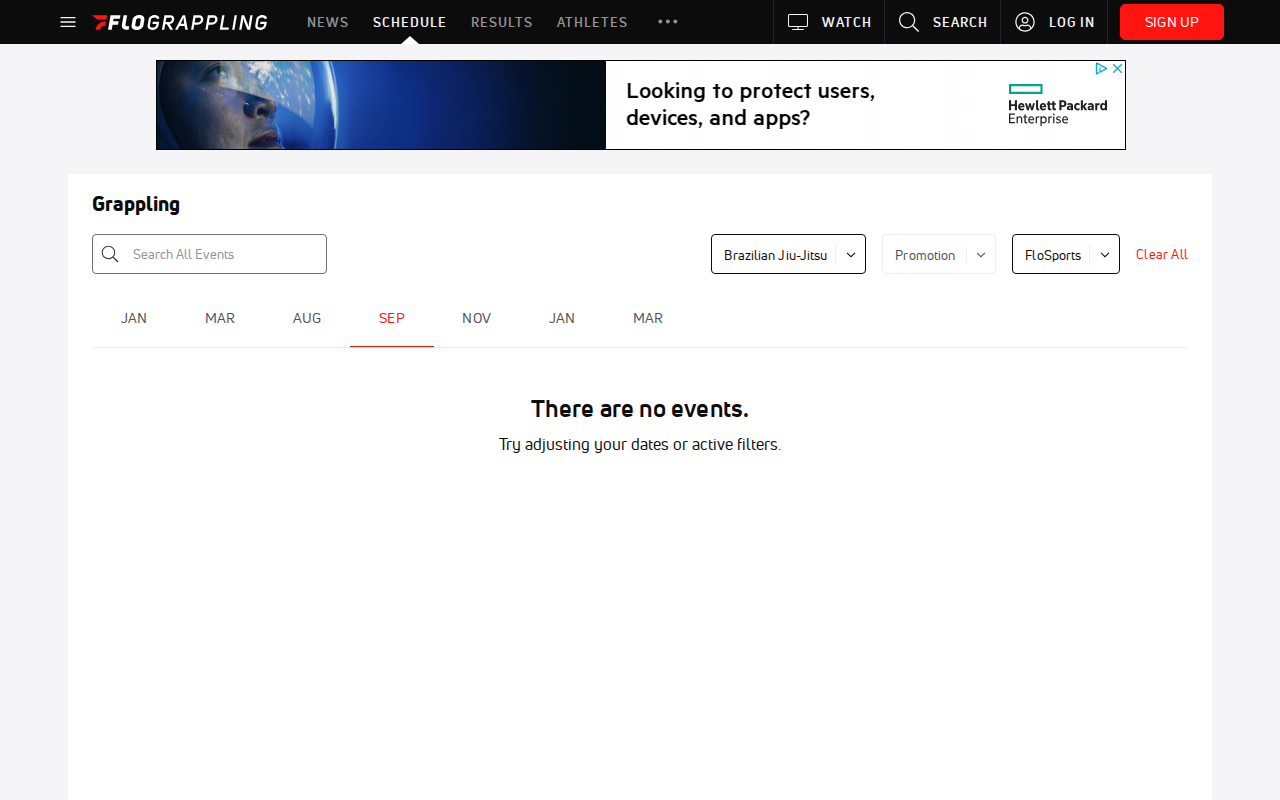 FLOGRAPPLING NEWS SCHEDULE RESULTS ATHLETES ••• WATCH SEARCH LOG IN SIGN UP
Looking to protect users,
devices, and apps?
Hewlett Packard
Enterprise
Grappling
Search All Events Brazilian Jiu-Jitsu Promotion FloSports Clear All
JAN MAR AUG SEP NOV JAN MAR
There are no events.
Try adjusting your dates or active filters.